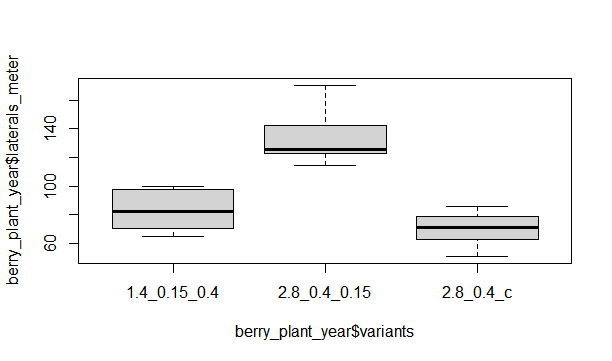 berry_plant_year$laterals_meter
140
100
60
1.4_0.15_0.4
2.8_0.4_0.15
2.8_0.4_c
berry_plant_year$variants